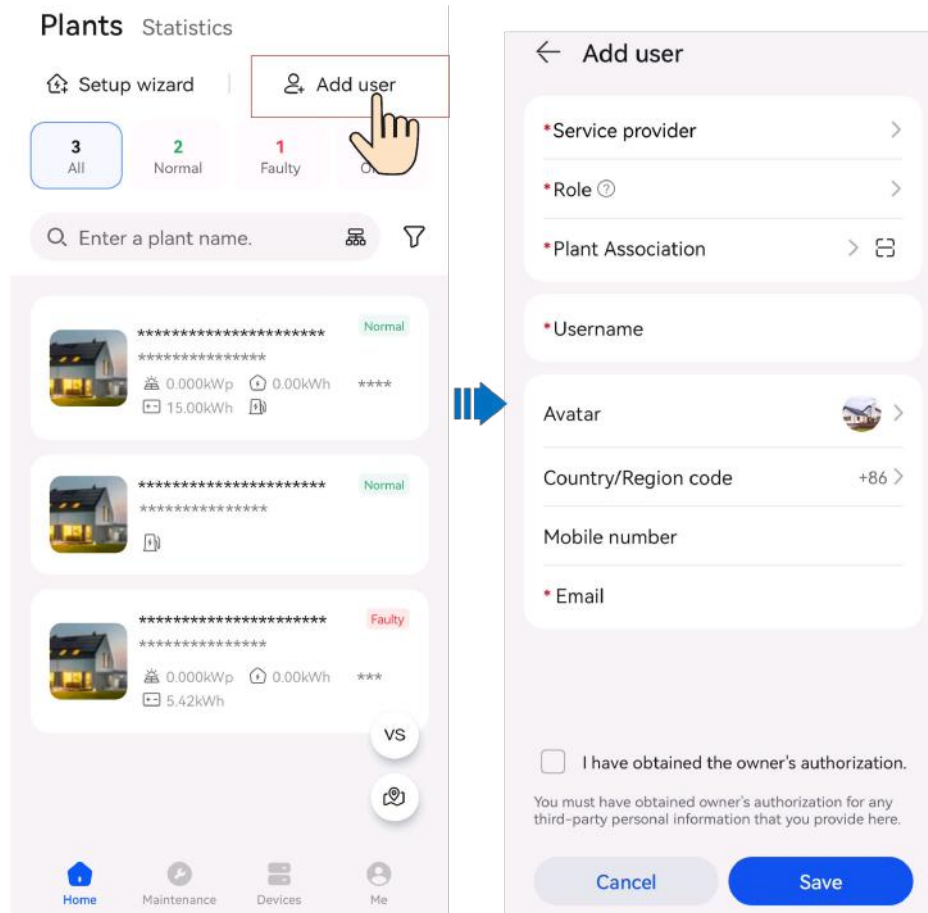 Plants Statistics
Setup wizard
Add user
3
All
2
Normal
1
Faulty
Enter a plant name.
**********************
Normal
***************
0.000kWp 0.00kWh ****
15.00kWh
**********************
Normal
***************
**********************
Faulty
***************
0.000kWp 0.00kWh ***
5.42kWh
VS
Home
Maintenance
Devices
Me
Add user
*Service provider
*Role ?
*Plant Association
*Username
Avatar
Country/Region code +86
Mobile number
* Email
I have obtained the owner's authorization.
You must have obtained owner's authorization for any
third-party personal information that you provide here.
Cancel
Save